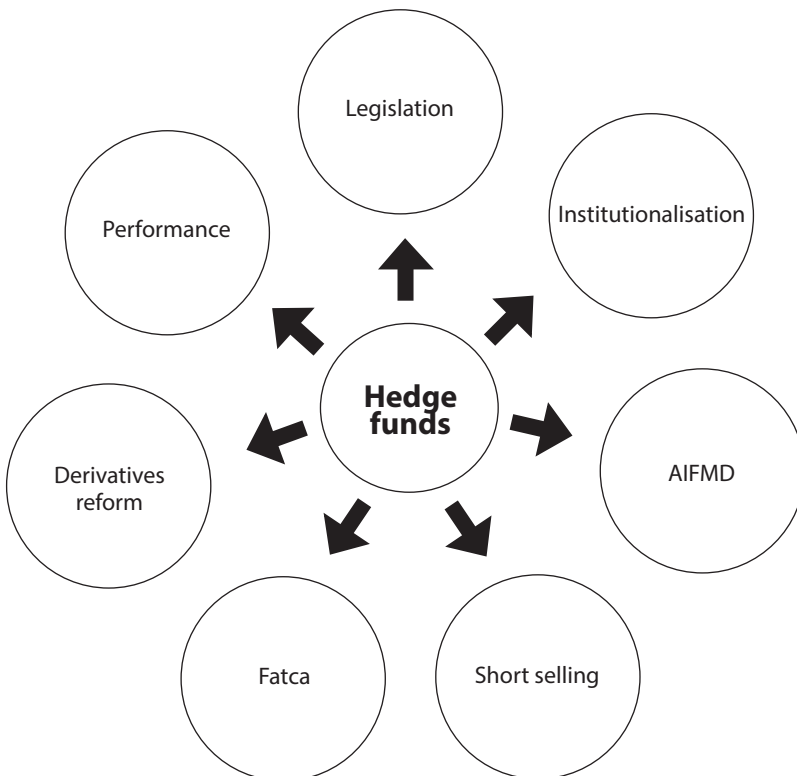 Legislation
Institutionalisation
Performance
Hedge
funds
AIFMD
Derivatives
reform
Short selling
Fatca